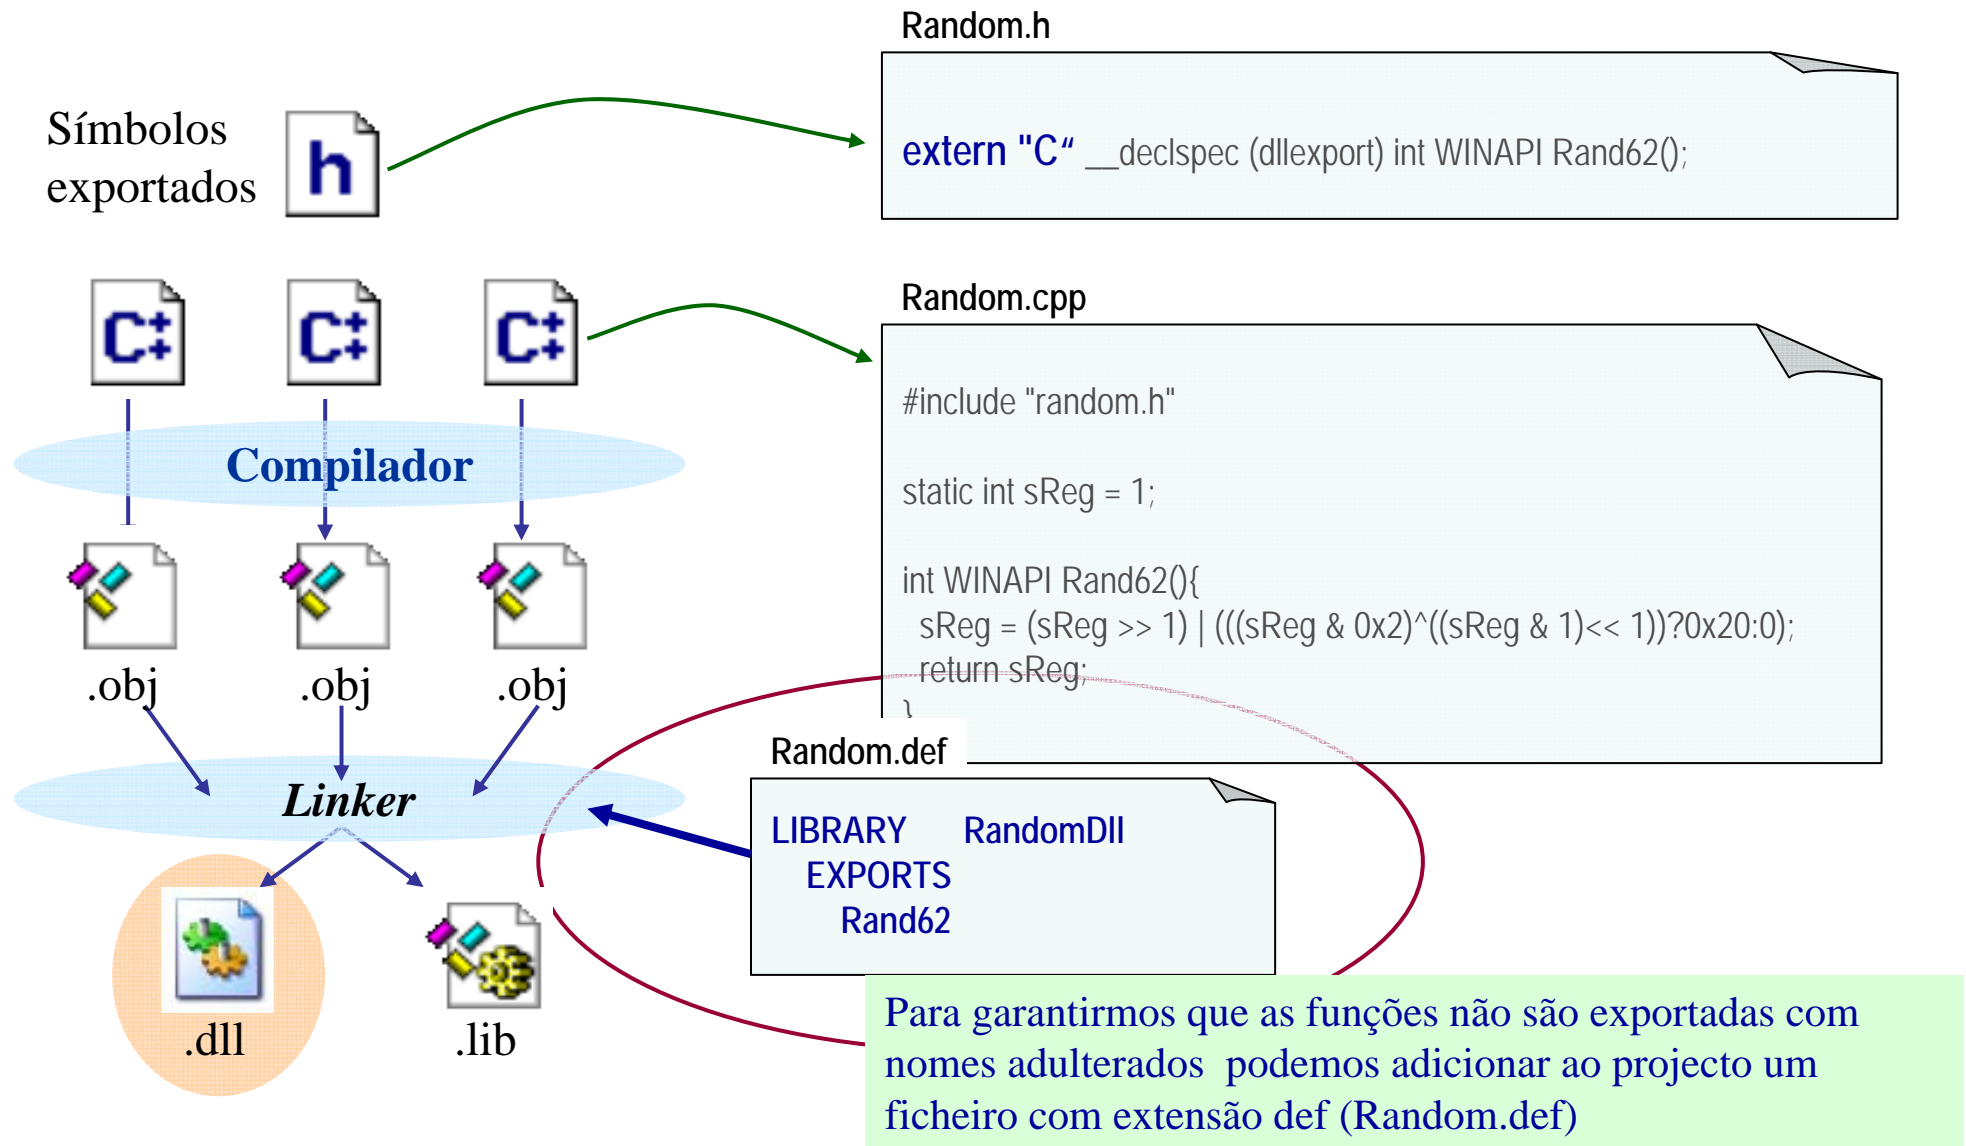 Random.h
Símbolos
exportados
h
extern "C“ __declspec (dllexport) int WINAPI Rand62();
C++ C++ C++
Random.cpp
#include "random.h"
static int sReg = 1;
int WINAPI Rand62(){
sReg = (sReg >> 1) | (((sReg & 0x2)^((sReg & 1)<< 1))?0x20:0);
return sReg;
}
Compilador
.obj .obj .obj
Linker
Random.def
LIBRARY RandomDll
EXPORTS
Rand62
.dll .lib
Para garantirmos que as funções não são exportadas com
nomes adulterados podemos adicionar ao projecto um
ficheiro com extensão def (Random.def)